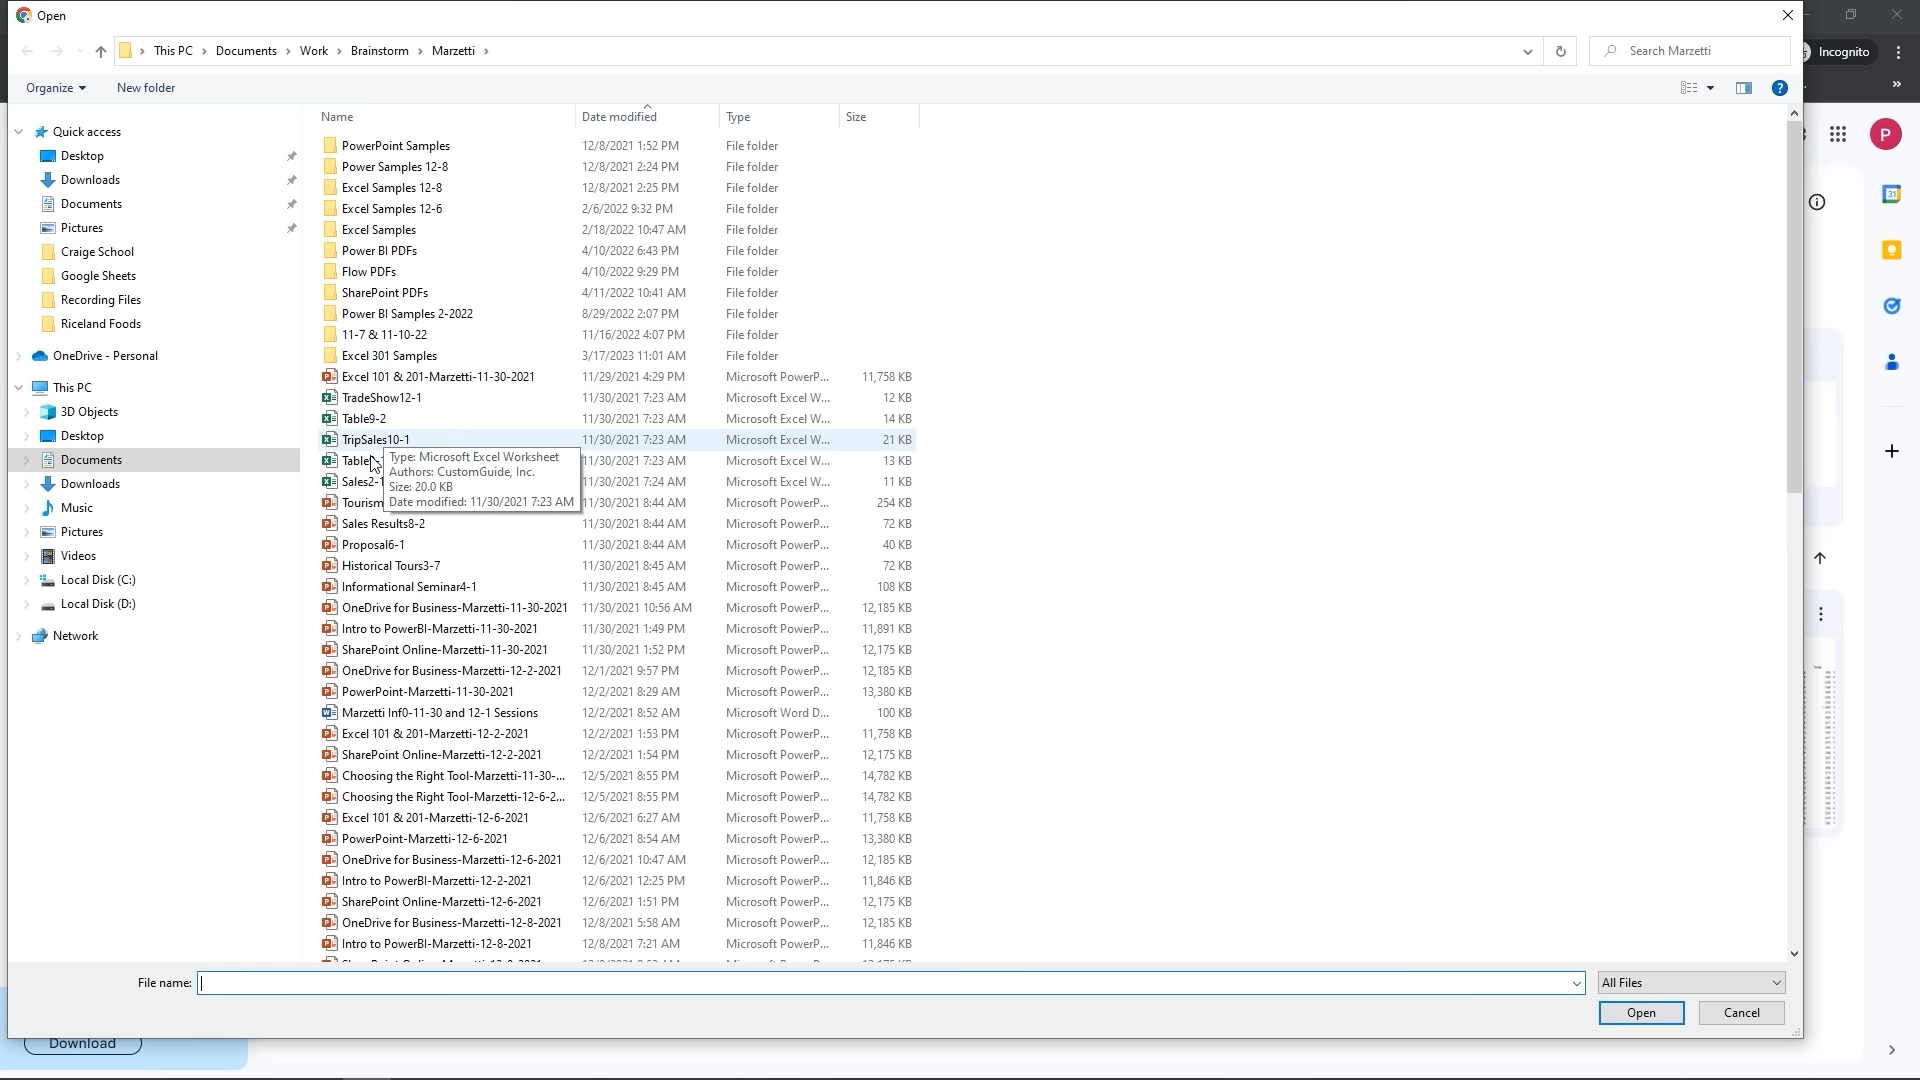 Open
This PC > Documents > Work > Brainstorm > Marzetti >
Search Marzetti
Incognito
Organize
New folder
Name Date modified Type Size
Quick access
Desktop
Downloads
Documents
Pictures
Craige School
Google Sheets
Recording Files
Riceland Foods
OneDrive - Personal
This PC
3D Objects
Desktop
Documents
Downloads
Music
Pictures
Videos
Local Disk (C:)
Local Disk (D:)
Network
PowerPoint Samples 12/8/2021 1:52 PM File folder
Power Samples 12-8 12/8/2021 2:24 PM File folder
Excel Samples 12-8 12/8/2021 2:25 PM File folder
Excel Samples 12-6 2/6/2022 9:32 PM File folder
Excel Samples 2/18/2022 10:47 AM File folder
Power BI PDFs 4/10/2022 6:43 PM File folder
Flow PDFs 4/10/2022 9:29 PM File folder
SharePoint PDFs 4/11/2022 10:41 AM File folder
Power BI Samples 2-2022 8/29/2022 2:07 PM File folder
11-7 & 11-10-22 11/16/2022 4:07 PM File folder
Excel 301 Samples 3/17/2023 11:01 AM File folder
Excel 101 & 201-Marzetti-11-30-2021 11/29/2021 4:29 PM Microsoft PowerP... 11,758 KB
TradeShow12-1 11/30/2021 7:23 AM Microsoft Excel W... 12 KB
Table9-2 11/30/2021 7:23 AM Microsoft Excel W... 14 KB
TripSales10-1 11/30/2021 7:23 AM Microsoft Excel W... 21 KB
11/30/2021 7:23 AM Microsoft Excel W... 13 KB
Sales2-1 11/30/2021 7:24 AM Microsoft Excel W... 11 KB
Tourism 11/30/2021 8:44 AM Microsoft PowerP... 254 KB
Type: Microsoft Excel Worksheet
Authors: CustomGuide, Inc.
Size: 20.0 KB
Date modified: 11/30/2021 7:23 AM
Sales Results8-2 11/30/2021 8:44 AM Microsoft PowerP... 72 KB
Proposal6-1 11/30/2021 8:44 AM Microsoft PowerP... 40 KB
Historical Tours3-7 11/30/2021 8:45 AM Microsoft PowerP... 72 KB
Informational Seminar4-1 11/30/2021 8:45 AM Microsoft PowerP... 108 KB
OneDrive for Business-Marzetti-11-30-2021 11/30/2021 10:56 AM Microsoft PowerP... 12,185 KB
Intro to PowerBI-Marzetti-11-30-2021 11/30/2021 1:49 PM Microsoft PowerP... 11,891 KB
SharePoint Online-Marzetti-11-30-2021 11/30/2021 1:52 PM Microsoft PowerP... 12,175 KB
OneDrive for Business-Marzetti-12-2-2021 12/1/2021 9:57 PM Microsoft PowerP... 12,185 KB
PowerPoint-Marzetti-11-30-2021 12/2/2021 8:29 AM Microsoft PowerP... 13,380 KB
Marzetti Inf0-11-30 and 12-1 Sessions 12/2/2021 8:52 AM Microsoft Word D... 100 KB
Excel 101 & 201-Marzetti-12-2-2021 12/2/2021 1:53 PM Microsoft PowerP... 11,758 KB
SharePoint Online-Marzetti-12-2-2021 12/2/2021 1:54 PM Microsoft PowerP... 12,175 KB
Choosing the Right Tool-Marzetti-11-30-... 12/5/2021 8:55 PM Microsoft PowerP... 14,782 KB
Choosing the Right Tool-Marzetti-12-6-2... 12/5/2021 8:55 PM Microsoft PowerP... 14,782 KB
Excel 101 & 201-Marzetti-12-6-2021 12/6/2021 6:27 AM Microsoft PowerP... 11,758 KB
PowerPoint-Marzetti-12-6-2021 12/6/2021 8:54 AM Microsoft PowerP... 13,380 KB
OneDrive for Business-Marzetti-12-6-2021 12/6/2021 10:47 AM Microsoft PowerP... 12,185 KB
Intro to PowerBI-Marzetti-12-2-2021 12/6/2021 12:25 PM Microsoft PowerP... 11,846 KB
SharePoint Online-Marzetti-12-6-2021 12/6/2021 1:51 PM Microsoft PowerP... 12,175 KB
OneDrive for Business-Marzetti-12-8-2021 12/8/2021 5:58 AM Microsoft PowerP... 12,185 KB
Intro to PowerBI-Marzetti-12-8-2021 12/8/2021 7:21 AM Microsoft PowerP... 11,846 KB
File name:
All Files
Open
Cancel
Download
P
31